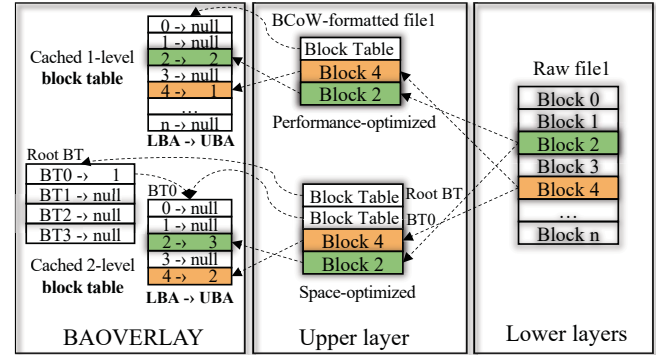 Cached 1-level
block table
0 -> null
1 -> null
2 -> 2
3 -> null
4 -> 1
...
n -> null
LBA -> UBA
Root BT
BT0 -> 1
BT1 -> null
BT2 -> null
BT3 -> null
Cached 2-level
block table
BT0
0 -> null
1 -> null
2 -> 3
3 -> null
4 -> 2
LBA -> UBA
BAOVERLAY
BCoW-formatted file1
Block Table
Block 4
Block 2
Performance-optimized
Block Table
Root BT
Block Table
BT0
Block 4
Block 2
Space-optimized
Upper layer
Raw file1
Block 0
Block 1
Block 2
Block 3
Block 4
...
Block n
Lower layers